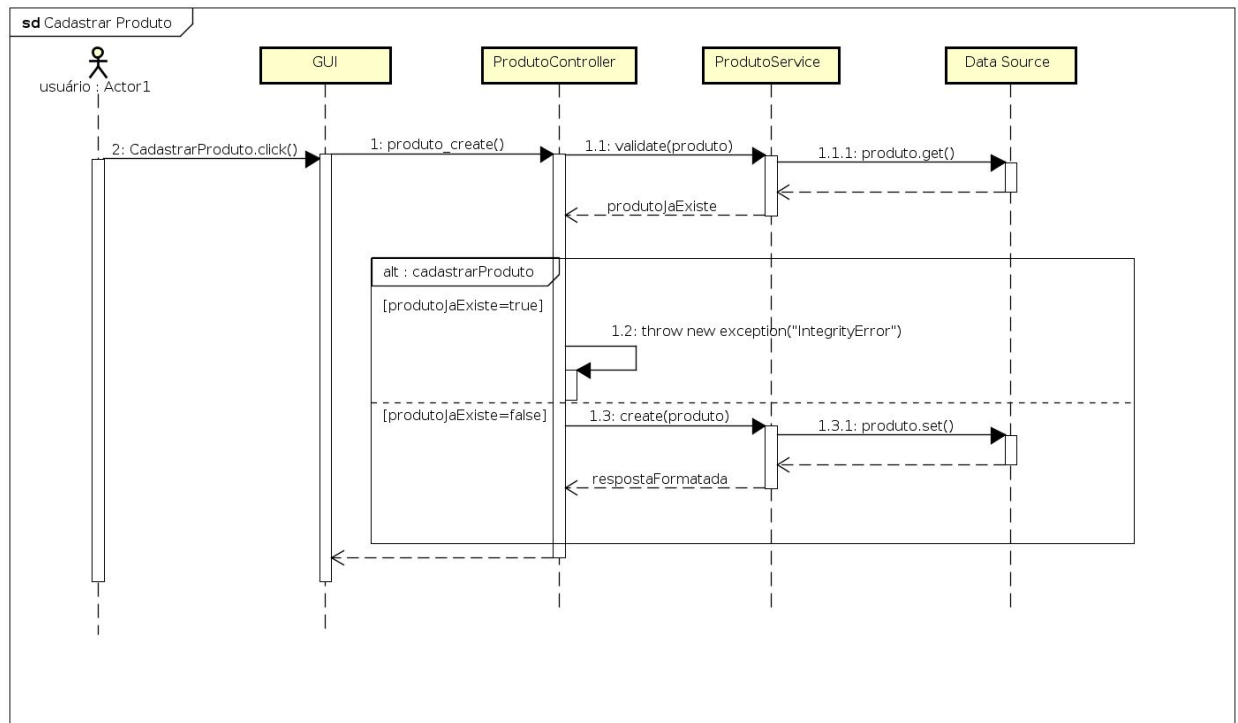 sd Cadastrar Produto
usuário : Actor1
GUI
ProdutoController
ProdutoService
Data Source
2: CadastrarProduto.click()
1: produto_create()
1.1: validate(produto)
1.1.1: produto.get()
produtoJaExiste
alt : cadastrarProduto
[produtoJaExiste=true]
1.2: throw new exception("IntegrityError")
[produtoJaExiste=false]
1.3: create(produto)
1.3.1: produto.set()
respostaFormatada